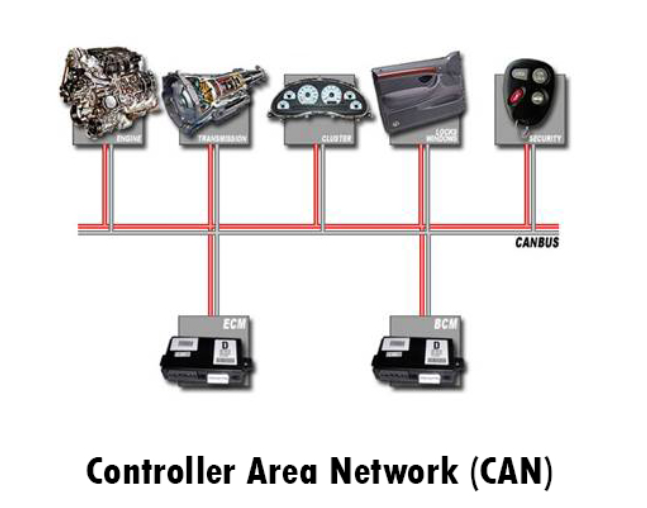 ENGINE
TRANSMISSION
CLUSTER
LOCKS
WINDOWS
SECURITY
CANBUS
ECM
BCM
D
D
Controller Area Network (CAN)